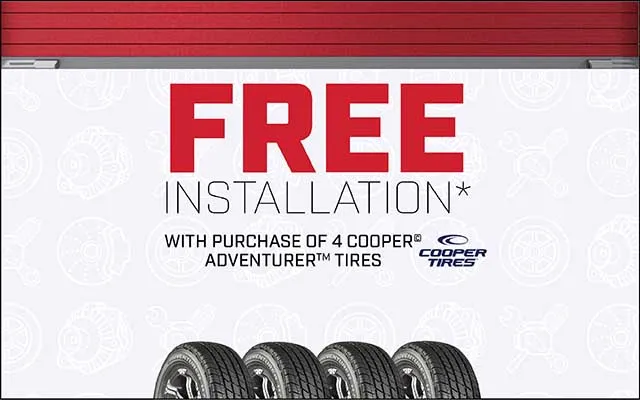 FREE
INSTALLATION*
WITH PURCHASE OF 4 COOPER©
ADVENTURER™ TIRES
COOPER
TIRES